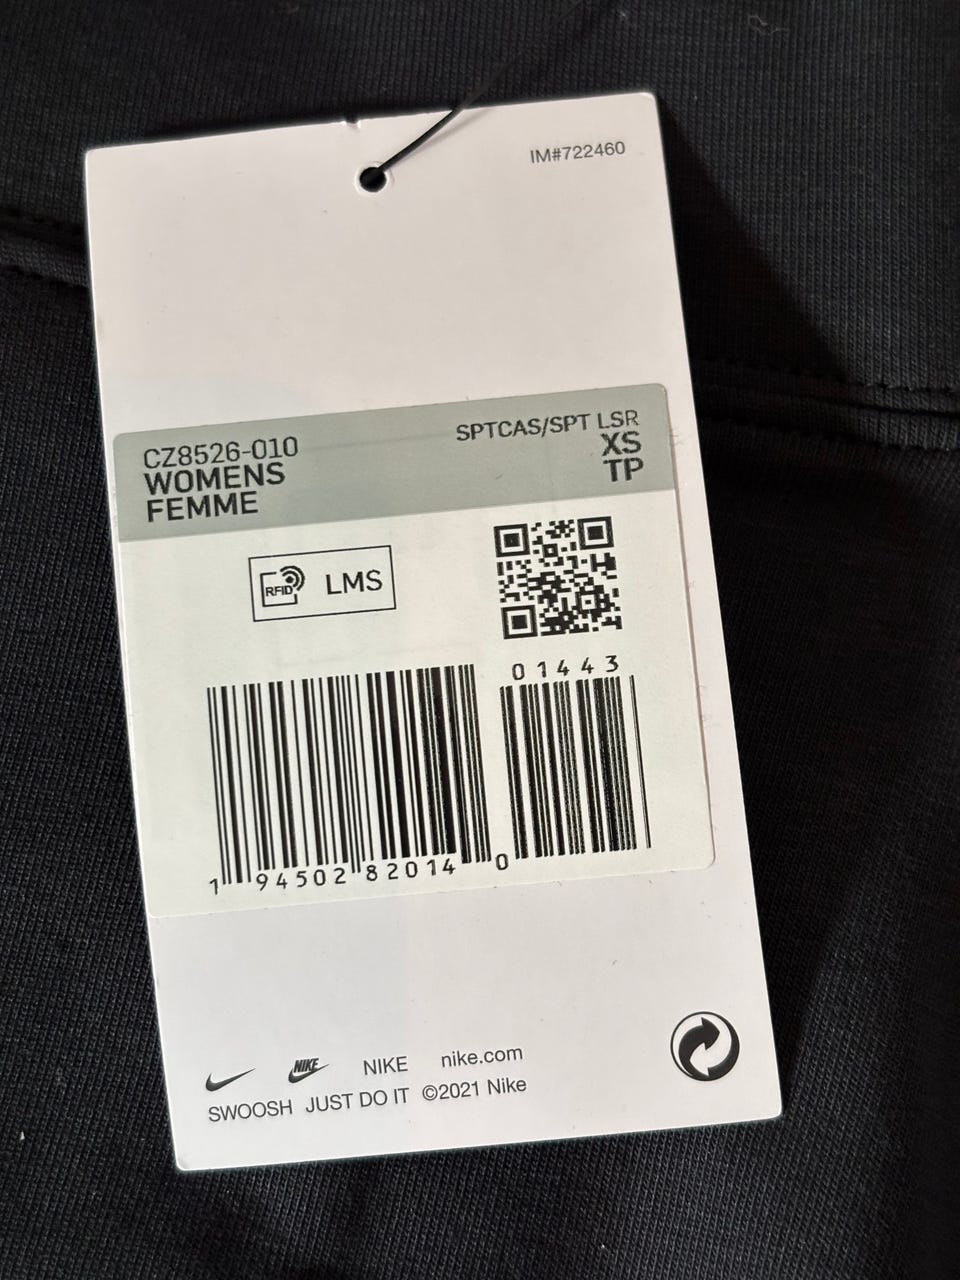 IM#722460
CZ8526-010
SPTCAS/SPT LSR
WOMENS
XS
FEMME
TP
RFID LMS
01443
1 94502 82014 0
NIKE NIKE nike.com
SWOOSH JUST DO IT ©2021 Nike